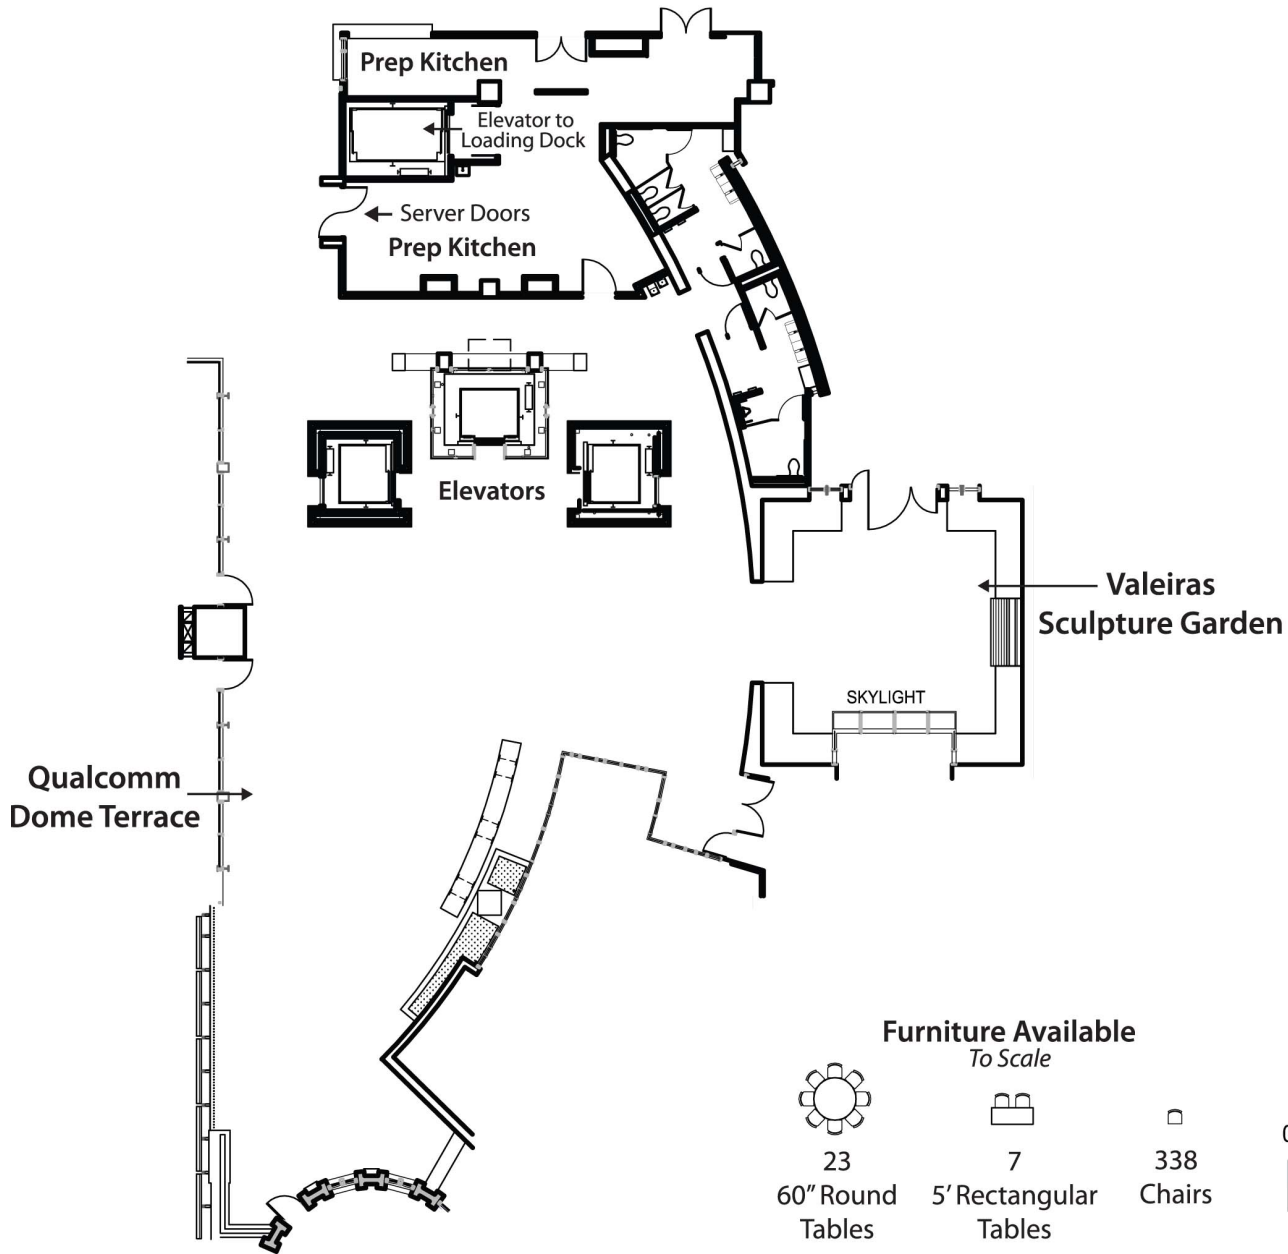 Prep Kitchen
Elevator to
Loading Dock
Server Doors
Prep Kitchen
Elevators
Valeiras
Sculpture Garden
SKYLIGHT
Qualcomm
Dome Terrace
Furniture Available
To Scale
23
60” Round
Tables
7
5’ Rectangular
Tables
338
Chairs